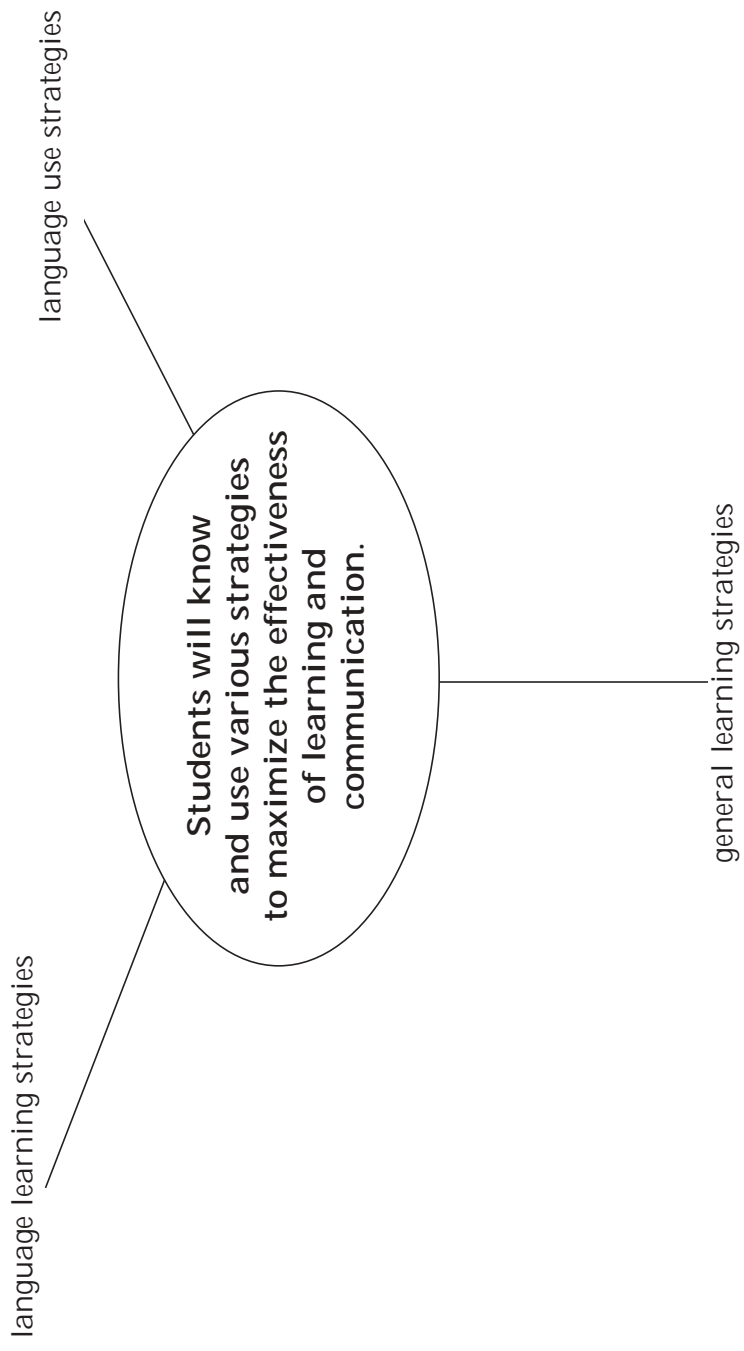 language learning strategies
language use strategies
Students will know
and use various strategies
to maximize the effectiveness
of learning and
communication.
general learning strategies